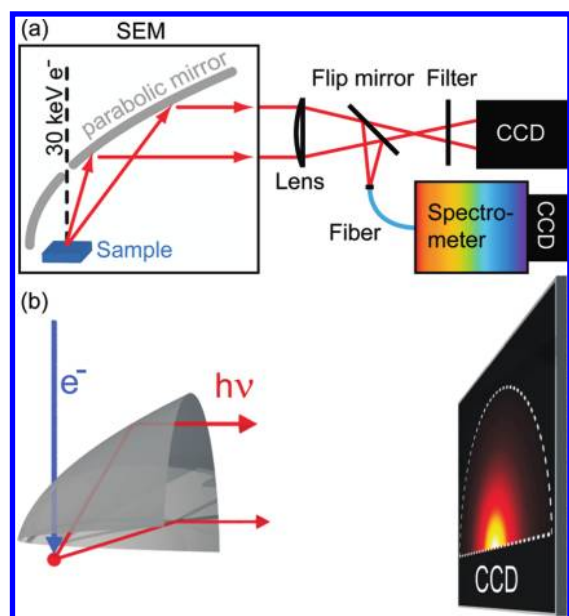 (a)
SEM
30 keV e-
parabolic mirror
Flip mirror
Filter
CCD
Lens
Sample
Fiber
Spectro-
meter
CCD
(b)
e-
hν
CCD